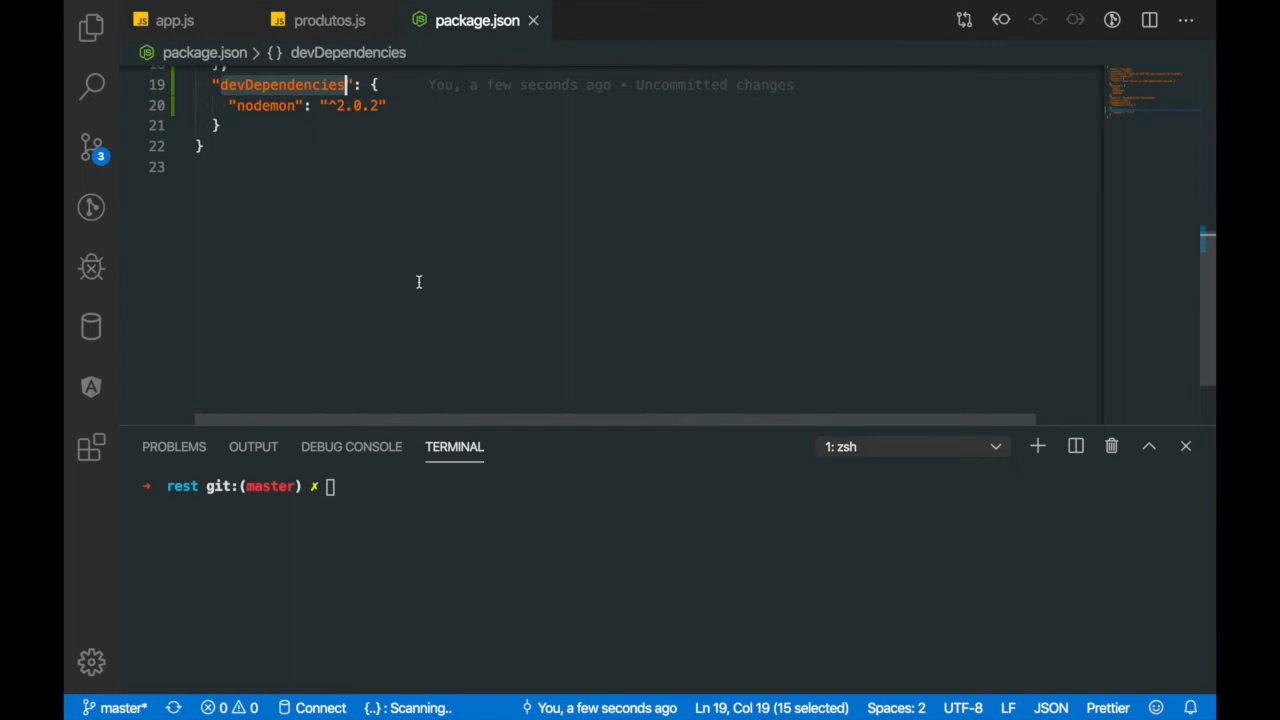 JS app.js
JS produtos.js
package.json
package.json > {} devDependencies
19 "devDependencies": { You, a few seconds ago • Uncommitted changes
20 "nodemon": "^2.0.2"
21 }
22 }
23
3
PROBLEMS OUTPUT DEBUG CONSOLE TERMINAL 1: zsh
→ rest git:(master) ✗
master* 0 0 Connect {..} : Scanning.. You, a few seconds ago Ln 19, Col 19 (15 selected) Spaces: 2 UTF-8 LF JSON Prettier